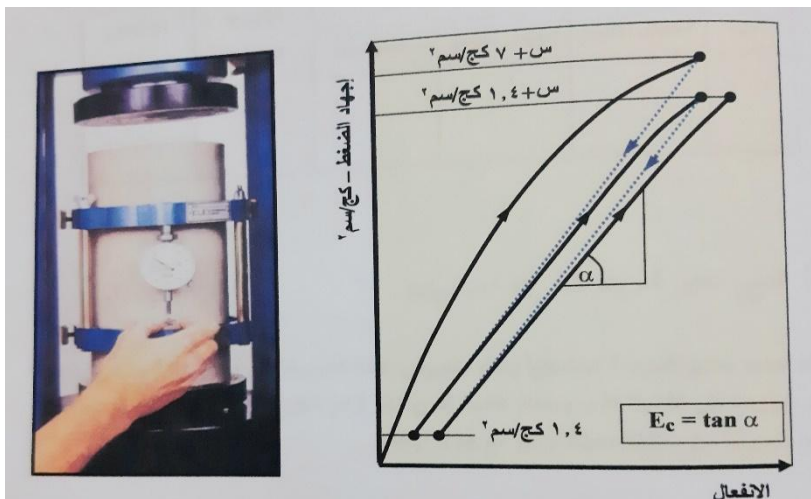 س + ٧ كج/سم٢
س + ١,٤ كج/سم٢
إجهاد الضغط – كج/سم٢
α
١,٤ كج/سم٢
Ec = tan α
الانفعال